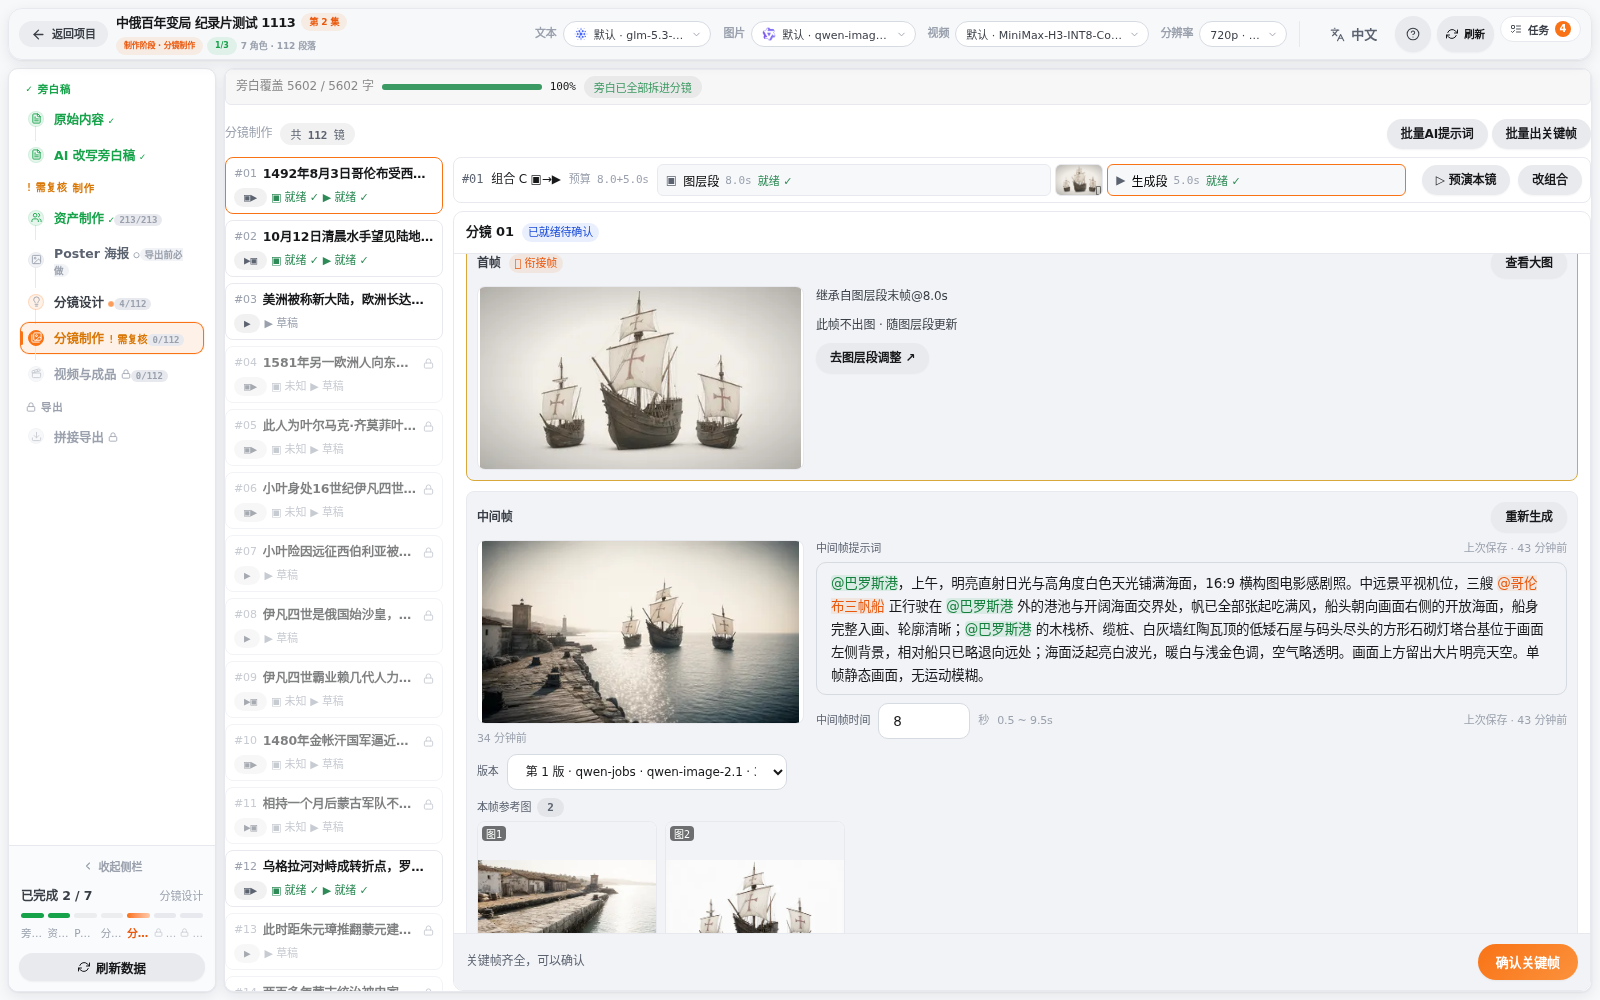 返回项目
中俄百年变局 纪录片测试 1113 第 2 集
制作阶段 · 分镜制作 1/3 7 角色 · 112 段落
文本 默认 · glm-5.3-...
图片 默认 · qwen-imag...
视频 默认 · MiniMax-H3-INT8-Co...
分辨率 720p · ...
中文
刷新
任务 4
✓ 旁白稿
原始内容 ✓
AI 改写旁白稿 ✓
! 需复核 制作
资产制作 ✓ 213/213
Poster 海报 ○ 导出前必做
分镜设计 4/112
分镜制作 ! 需复核 0/112
视频与成品 0/112
导出
拼接导出
收起侧栏
已完成 2 / 7 分镜设计
旁... 资... P... 分... 分... ... ...
刷新数据
旁白覆盖 5602 / 5602 字 100% 旁白已全部拆进分镜
分镜制作 共 112 镜
批量AI提示词 批量出关键帧
#01 1492年8月3日哥伦布受西...
▣▶ ▣ 就绪 ✓ ▶ 就绪 ✓
#02 10月12日清晨水手望见陆地...
▶▣ ▣ 就绪 ✓ ▶ 就绪 ✓
#03 美洲被称新大陆，欧洲长达...
▶ ▶ 草稿
#04 1581年另一欧洲人向东...
▣▶ ▣ 未知 ▶ 草稿
#05 此人为叶尔马克·齐莫菲叶...
▣▶ ▣ 未知 ▶ 草稿
#06 小叶身处16世纪伊凡四世...
▣▶ ▣ 未知 ▶ 草稿
#07 小叶险因远征西伯利亚被...
▶ ▶ 草稿
#08 伊凡四世是俄国始沙皇，...
▶ ▶ 草稿
#09 伊凡四世霸业赖几代人力...
▶▣ ▣ 未知 ▶ 草稿
#10 1480年金帐汗国军逼近...
▣▶ ▣ 未知 ▶ 草稿
#11 相持一个月后蒙古军队不...
▶▣ ▣ 未知 ▶ 草稿
#12 乌格拉河对峙成转折点，罗...
▣▶ ▣ 就绪 ✓ ▶ 就绪 ✓
#13 此时距朱元璋推翻蒙元建...
▶ ▶ 草稿
#01 组合 C ▣→▶ 预算 8.0+5.0s
▣ 图层段 8.0s 就绪 ✓
▶ 生成段 5.0s 就绪 ✓
▷ 预演本镜 改组合
分镜 01 已就绪待确认
首帧 衔接帧 查看大图
继承自图层段末帧@8.0s
此帧不出图 · 随图层段更新
去图层段调整 ↗
中间帧 重新生成
34 分钟前
中间帧提示词 上次保存 · 43 分钟前
@巴罗斯港，上午，明亮直射日光与高角度白色天光铺满海面，16:9 横构图电影感剧照。中远景平视机位，三艘 @哥伦
布三帆船 正行驶在 @巴罗斯港 外的港池与开阔海面交界处，帆已全部张起吃满风，船头朝向画面右侧的开放海面，船身
完整入画、轮廓清晰；@巴罗斯港 的木栈桥、缆桩、白灰墙红陶瓦顶的低矮石屋与码头尽头的方形石砌灯塔台基位于画面
左侧背景，相对船只已略退向远处；海面泛起亮白波光，暖白与浅金色调，空气略透明。画面上方留出大片明亮天空。单
帧静态画面，无运动模糊。
中间帧时间 8 秒 0.5 ~ 9.5s 上次保存 · 43 分钟前
版本 第 1 版 · qwen-jobs · qwen-image-2.1 ·
本帧参考图 2
图1
图2
关键帧齐全，可以确认
确认关键帧